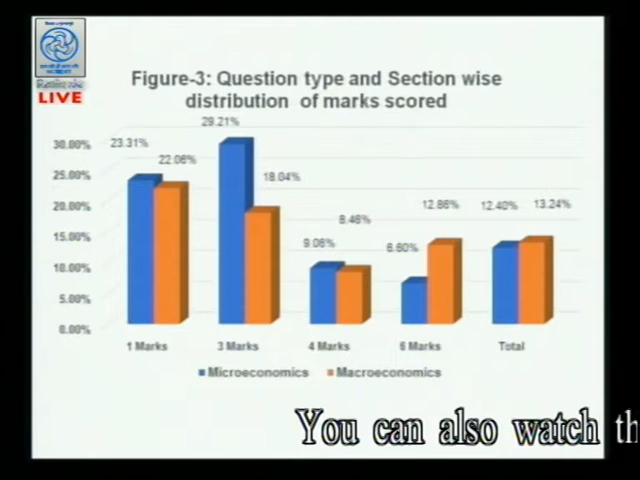 LIVE
Figure-3: Question type and Section wise
distribution of marks scored
30.00%
25.00%
20.00%
15.00%
10.00%
5.00%
0.00%
23.31%
22.06%
29.21%
18.04%
9.06%
8.46%
6.60%
12.86%
12.40%
13.24%
1 Marks
3 Marks
4 Marks
6 Marks
Total
Microeconomics
Macroeconomics
You can also watch th